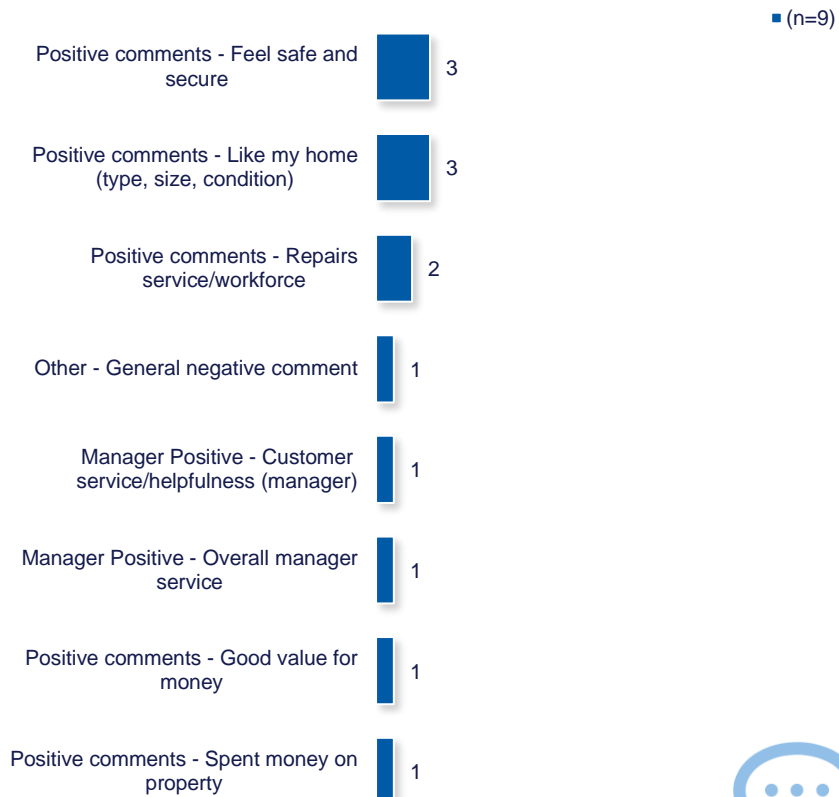 (n=9)
Positive comments - Feel safe and
secure
3
Positive comments - Like my home
(type, size, condition)
3
Positive comments - Repairs
service/workforce
2
Other - General negative comment
1
Manager Positive - Customer
service/helpfulness (manager)
1
Manager Positive - Overall manager
service
1
Positive comments - Good value for
money
1
Positive comments - Spent money on
property
1